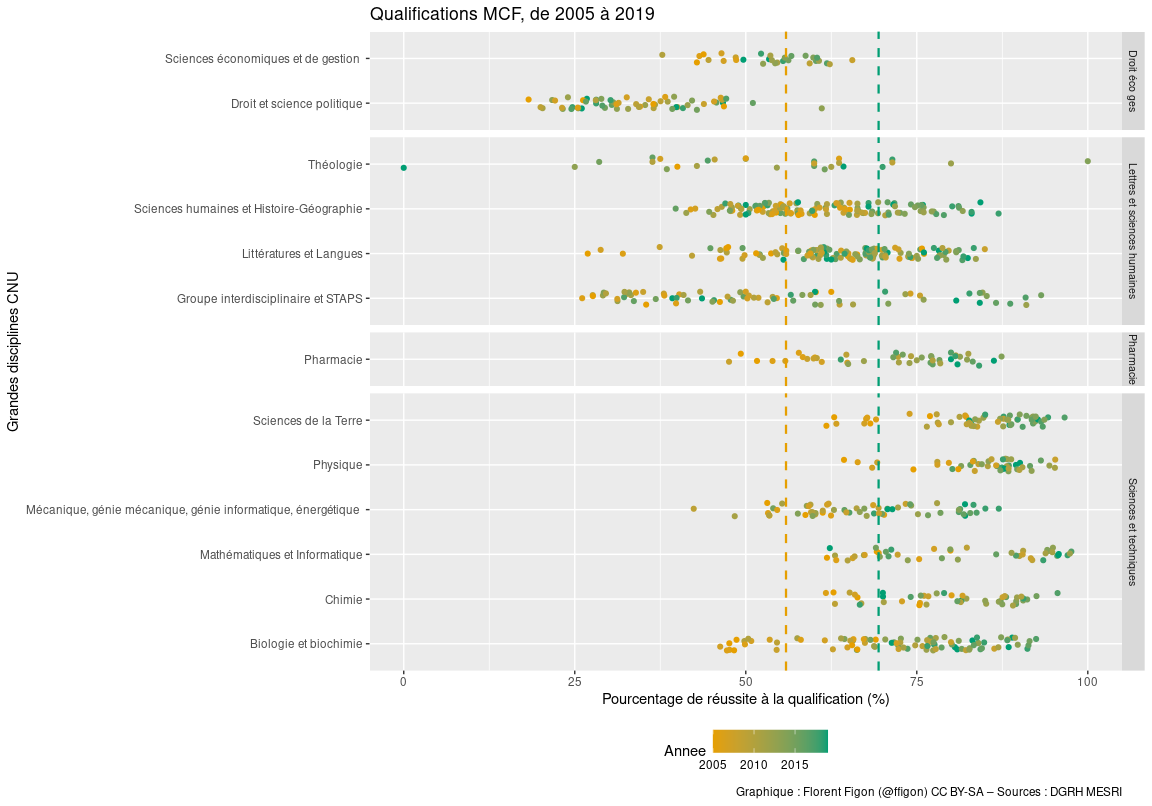 Qualifications MCF, de 2005 à 2019
Grandes disciplines CNU
Sciences économiques et de gestion
Droit et science politique
Droit éco ges
Théologie
Sciences humaines et Histoire-Géographie
Littératures et Langues
Groupe interdisciplinaire et STAPS
Lettres et sciences humaines
Pharmacie
Pharmacie
Sciences de la Terre
Physique
Mécanique, génie mécanique, génie informatique, énergétique
Mathématiques et Informatique
Chimie
Biologie et biochimie
Sciences et techniques
0 25 50 75 100
Pourcentage de réussite à la qualification (%)
Annee
2005 2010 2015
Graphique : Florent Figon (@ffigon) CC BY-SA – Sources : DGRH MESRI